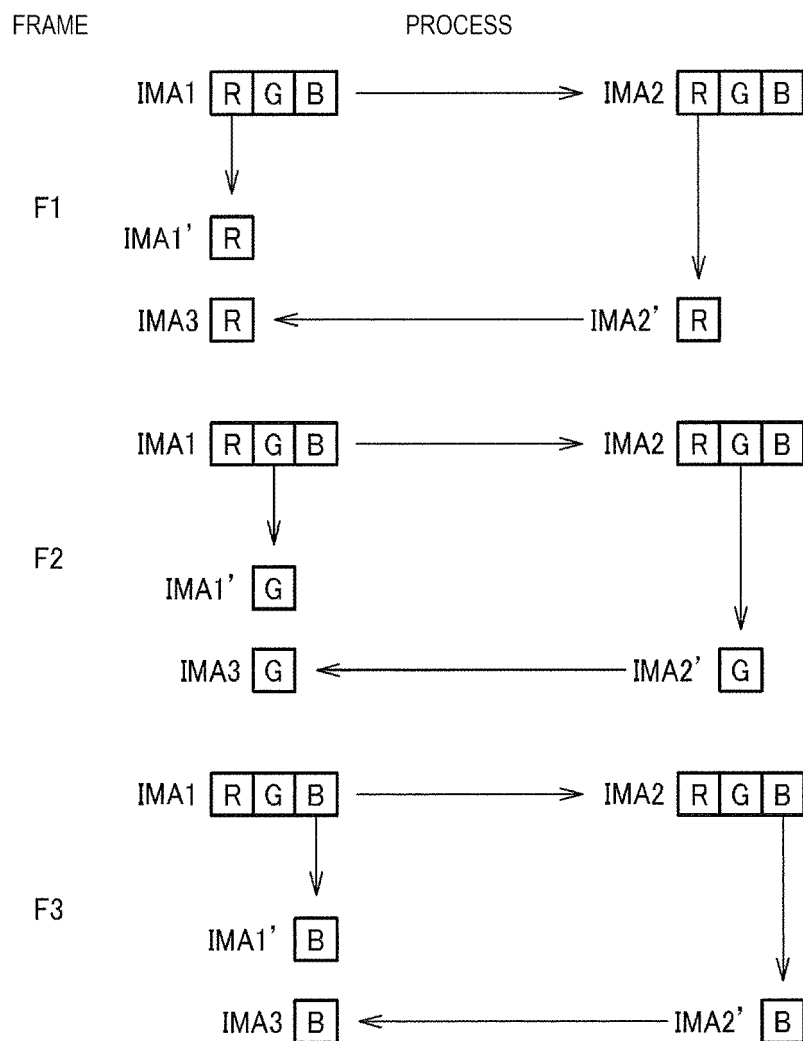 FRAME PROCESS
IMA1 R G B IMA2 R G B
F1
IMA1’ R
IMA3 R IMA2’ R
IMA1 R G B IMA2 R G B
F2
IMA1’ G
IMA3 G IMA2’ G
IMA1 R G B IMA2 R G B
F3
IMA1’ B
IMA3 B IMA2’ B